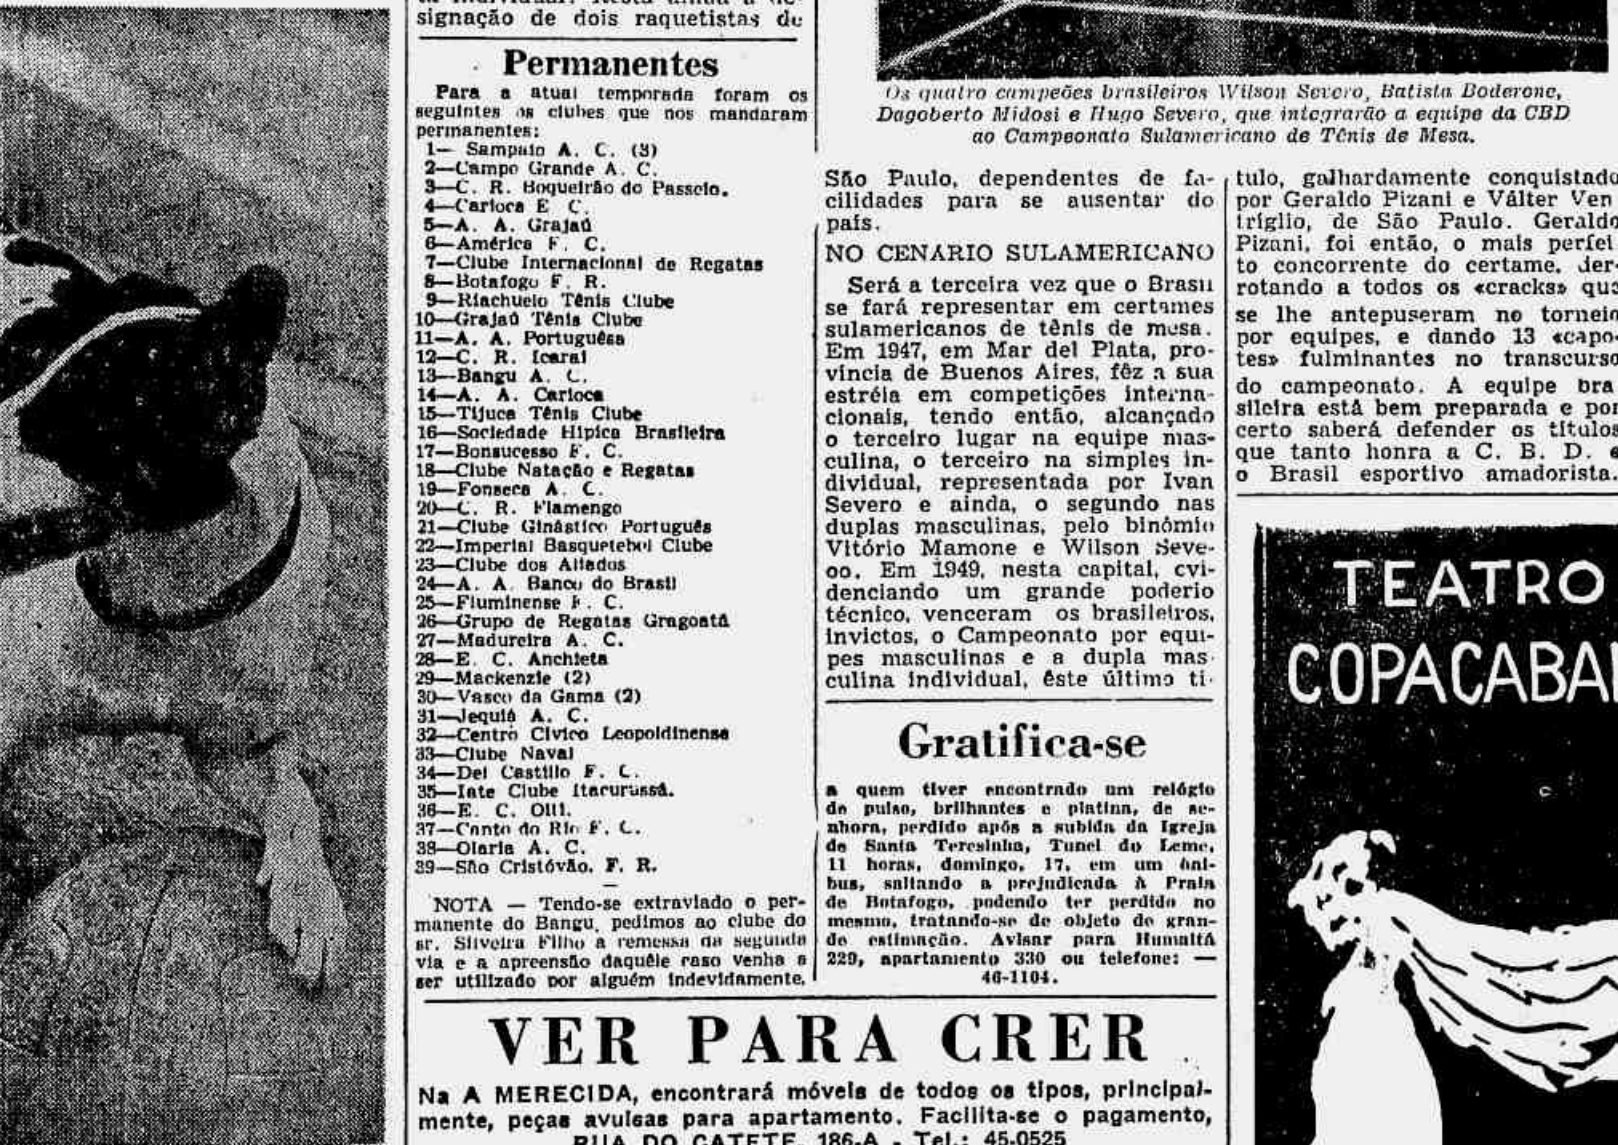 signação de dois raquetistas de
Permanentes
Para a atual temporada foram os
seguintes os clubes que nos mandaram
permanentes:
1— Sampaio A. C. (3)
2—Campo Grande A. C.
3—C. R. Boqueirão do Passeio.
4—Carioca E C.
5—A. A. Grajaú
6—América F. C.
7—Clube Internacional de Regatas
8—Botafogo F. R.
9—Riachuelo Tênis Clube
10—Grajaú Tênis Clube
11—A. A. Portuguêsa
12—C. R. Icaraí
13—Bangu A. C.
14—A. A. Carioca
15—Tijuca Tênis Clube
16—Sociedade Hipica Brasileira
17—Bonsucesso F. C.
18—Clube Natação e Regatas
19—Fonseca A. C.
20—C. R. Flamengo
21—Clube Ginástico Português
22—Imperial Basquetebol Clube
23—Clube dos Aliados
24—A. A. Banco do Brasil
25—Fluminense F. C.
26—Grupo de Regatas Gragoatá
27—Madureira A. C.
28—E. C. Anchieta
29—Mackenzie (2)
30—Vasco da Gama (2)
31—Jequiá A. C.
32—Centro Civico Leopoldinense
33—Clube Naval
34—Del Castillo F. C.
35—Iate Clube Itacurussá.
36—E. C. Oiti.
37—Canto do Rio F. C.
38—Olaria A. C.
39—São Cristóvão. F. R.
NOTA — Tendo-se extraviado o per-
manente do Bangu, pedimos ao clube do
sr. Silveira Filho a remessa da segunda
via e a apreensão daquêle caso venha a
ser utilizado por alguém indevidamente.
Os quatro campeões brasileiros Wilson Severo, Batista Boderone,
Dagoberto Midosi e Hugo Severo, que integrarão a equipe da CBD
ao Campeonato Sulamericano de Tênis de Mesa.
São Paulo, dependentes de fa-
cilidades para se ausentar do
país.
NO CENARIO SULAMERICANO
Será a terceira vez que o Brasil
se fará representar em certames
sulamericanos de tênis de mesa.
Em 1947, em Mar del Plata, pro-
vincia de Buenos Aires, fêz a sua
estréia em competições interna-
cionais, tendo então, alcançado
o terceiro lugar na equipe mas-
culina, o terceiro na simples in-
dividual, representada por Ivan
Severo e ainda, o segundo nas
duplas masculinas, pelo binômio
Vitório Mamone e Wilson Seve-
oo. Em 1949, nesta capital, evi-
denciando um grande poderio
técnico, venceram os brasileiros,
invictos, o Campeonato por equi-
pes masculinas e a dupla mas-
culina individual, êste último tí-
tulo, galhardamente conquistado
por Geraldo Pizani e Válter Ven
tríglio, de São Paulo. Geraldo
Pizani, foi então, o mais perfei-
to concorrente do certame, der-
rotando a todos os «cracks» que
se lhe antepuseram no torneio
por equipes, e dando 13 «capo-
tes» fulminantes no transcurso
do campeonato. A equipe bra
sileira está bem preparada e por
certo saberá defender os títulos
que tanto honra a C. B. D. e
o Brasil esportivo amadorista.
Gratifica-se
a quem tiver encontrado um relógio
de pulso, brilhantes e platina, de se-
nhora, perdido após a subida da Igreja
de Santa Teresinha, Tunel do Leme,
11 horas, domingo, 17, em um ôni-
bus, saltando a prejudicada à Praia
de Botafogo, podendo ter perdido no
mesmo, tratando-se de objeto de gran-
de estimação. Avisar para Humaitá
229, apartamento 330 ou telefone: —
46-1104.
VER PARA CRER
Na A MERECIDA, encontrará móveis de todos os tipos, principal-
mente, peças avulsas para apartamento. Facilita-se o pagamento,
RUA DO CATETE, 186-A - Tel.: 45-0525
TEATRO
COPACABAN